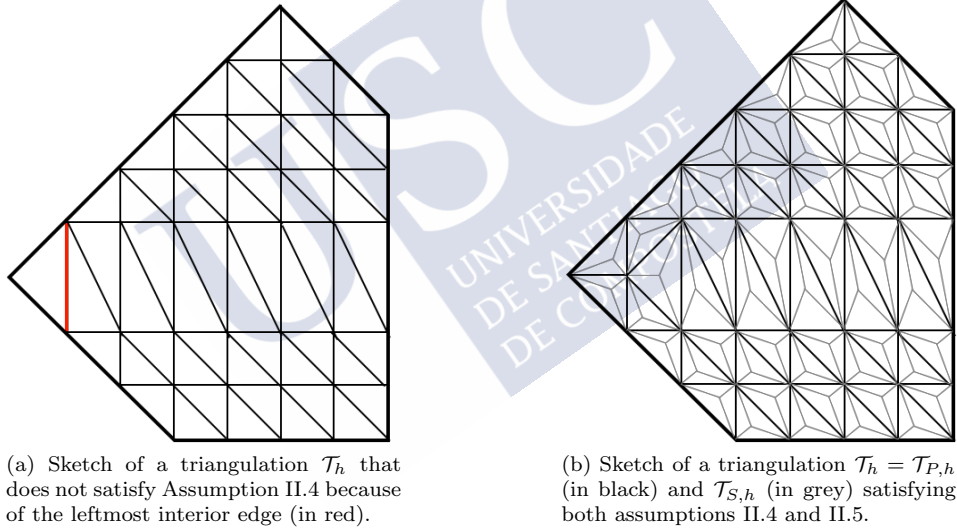 USC
UNIVERSIDADE
DE SANTIAGO
DE COMPOSTELA
(a) Sketch of a triangulation 𝒯_h that
does not satisfy Assumption II.4 because
of the leftmost interior edge (in red).
(b) Sketch of a triangulation 𝒯_h = 𝒯_{P,h}
(in black) and 𝒯_{S,h} (in grey) satisfying
both assumptions II.4 and II.5.